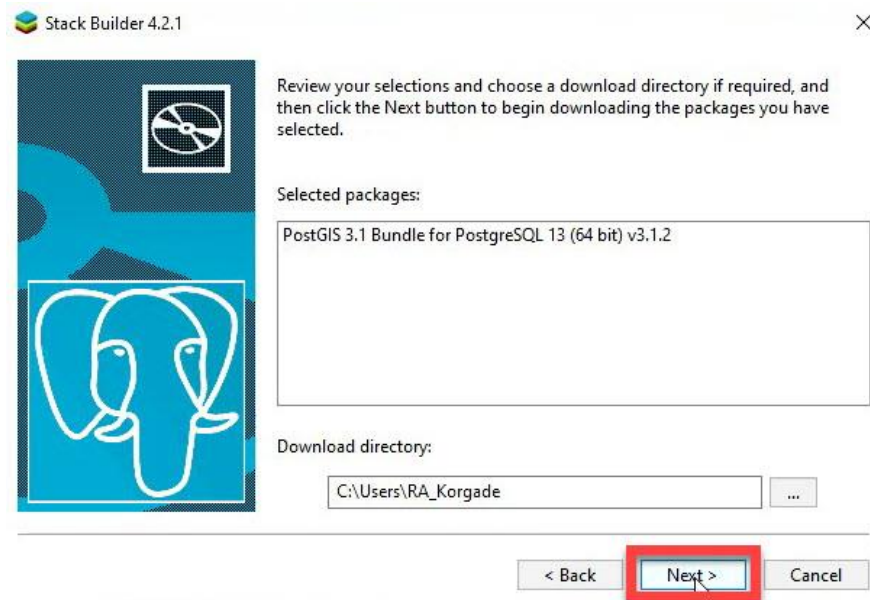 Stack Builder 4.2.1
Review your selections and choose a download directory if required, and
then click the Next button to begin downloading the packages you have
selected.
Selected packages:
PostGIS 3.1 Bundle for PostgreSQL 13 (64 bit) v3.1.2
Download directory:
C:\Users\RA_Korgade
...
< Back
Next >
Cancel